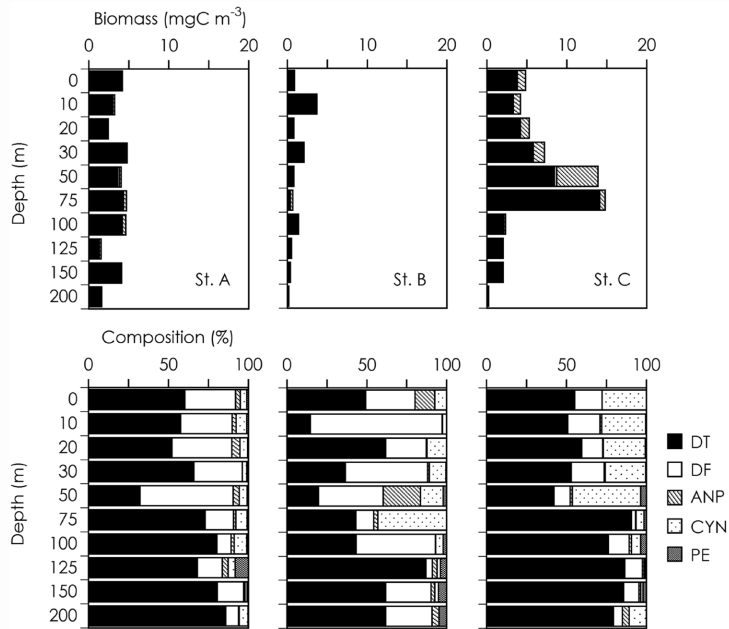 Biomass (mgC m⁻³)
0 20 0 20 0 10 20
Depth (m)
0
10
20
30
50
75
100
125
150
200
St. A
St. B
St. C
Composition (%)
0 50 100 0 50 100 0 50 100
Depth (m)
0
10
20
30
50
75
100
125
150
200
DT
DF
ANP
CYN
PE